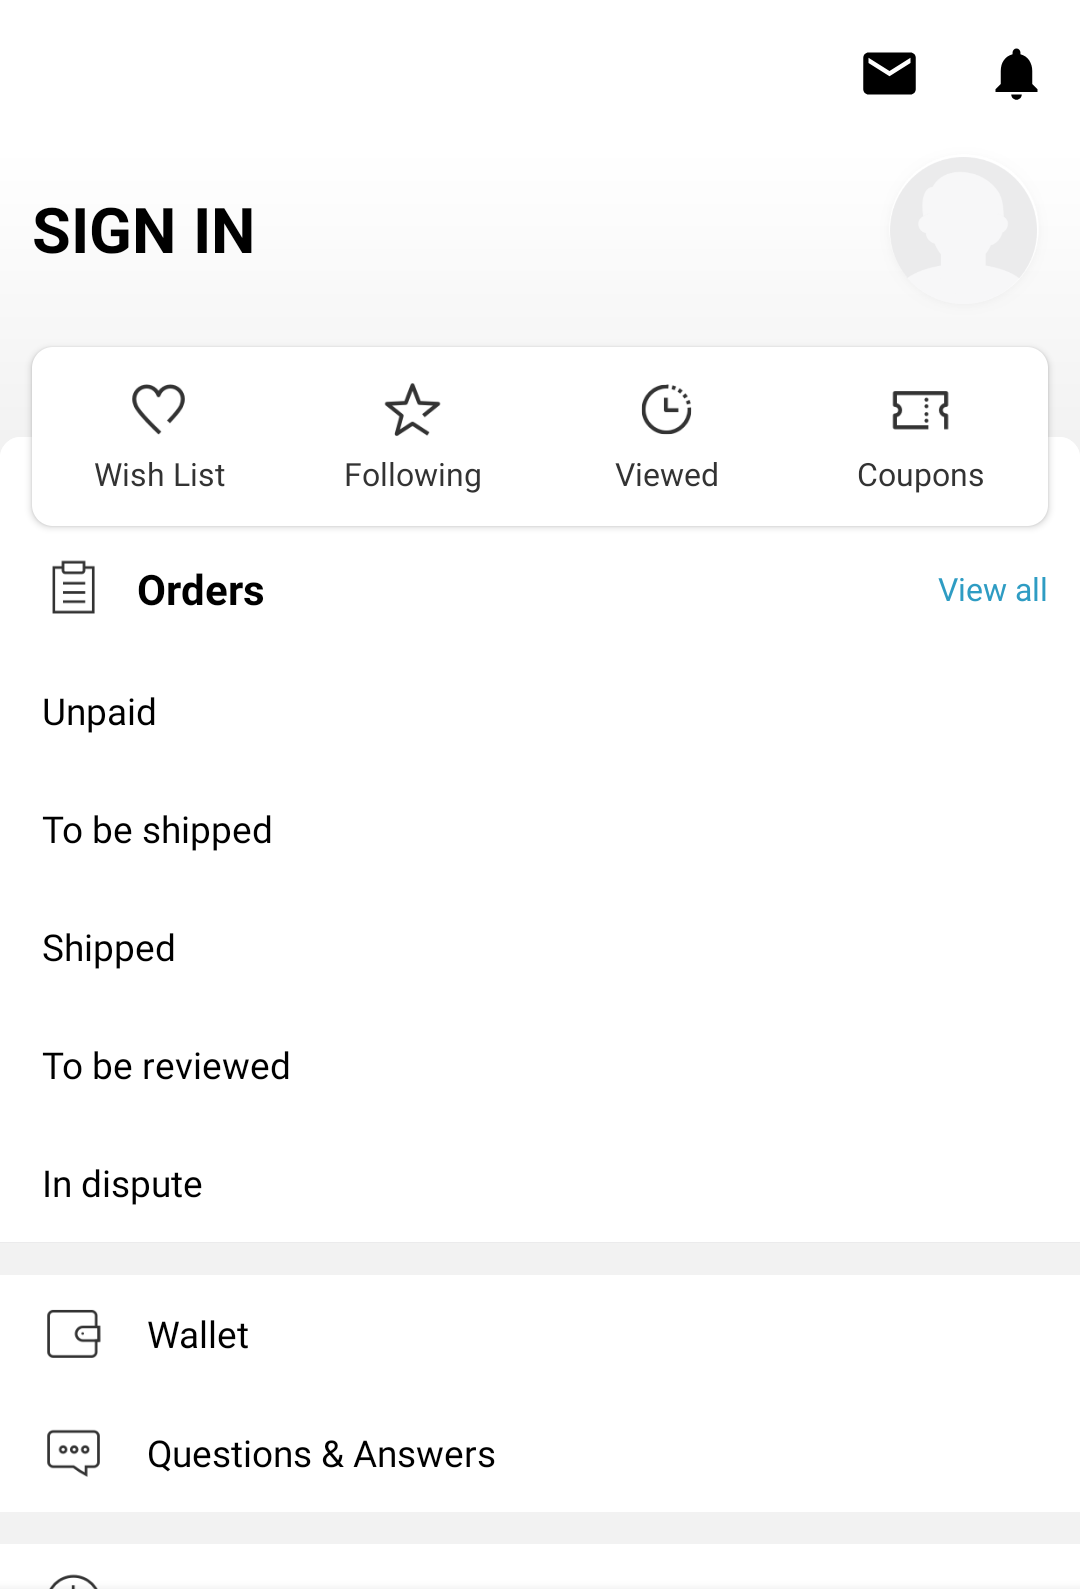 SIGN IN
Wish List
Following
Viewed
Coupons
Orders
View all
Unpaid
To be shipped
Shipped
To be reviewed
In dispute
Wallet
Questions & Answers